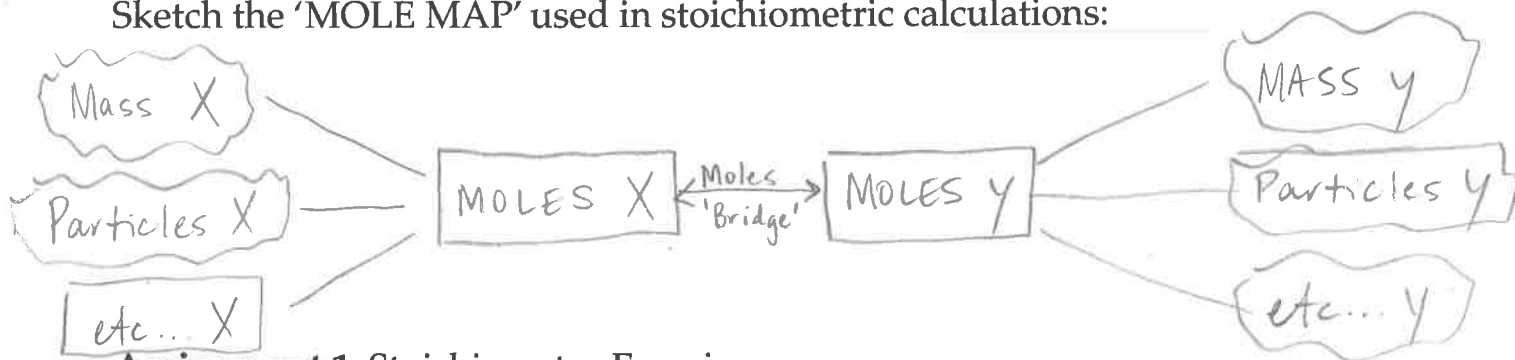 Sketch the ‘MOLE MAP’ used in stoichiometric calculations:
Mass X
MASS y
Particles X
MOLES X
Moles
'Bridge'
MOLES y
Particles y
etc... X
etc... y